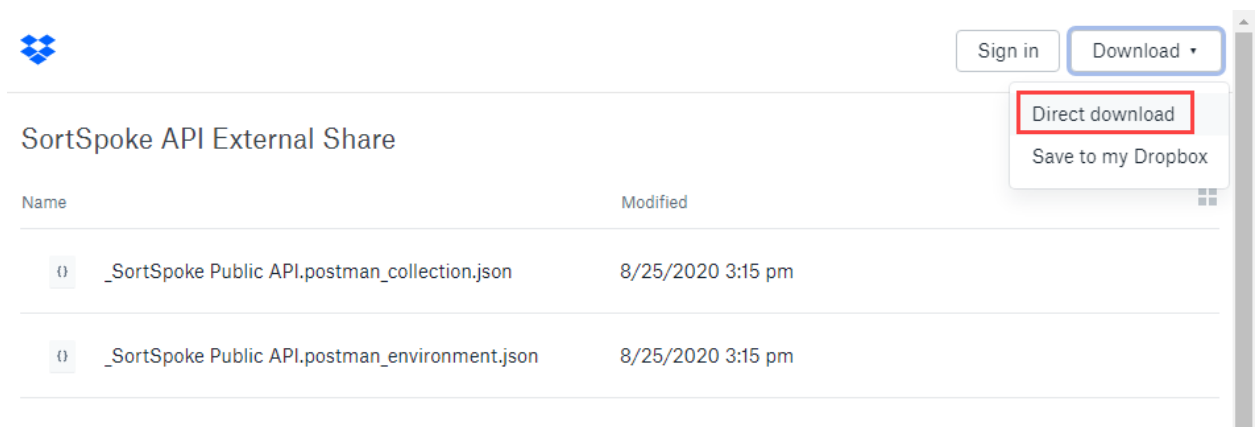 Sign in
Download
Direct download
Save to my Dropbox
SortSpoke API External Share
Name Modified
{} _SortSpoke Public API.postman_collection.json 8/25/2020 3:15 pm
{} _SortSpoke Public API.postman_environment.json 8/25/2020 3:15 pm